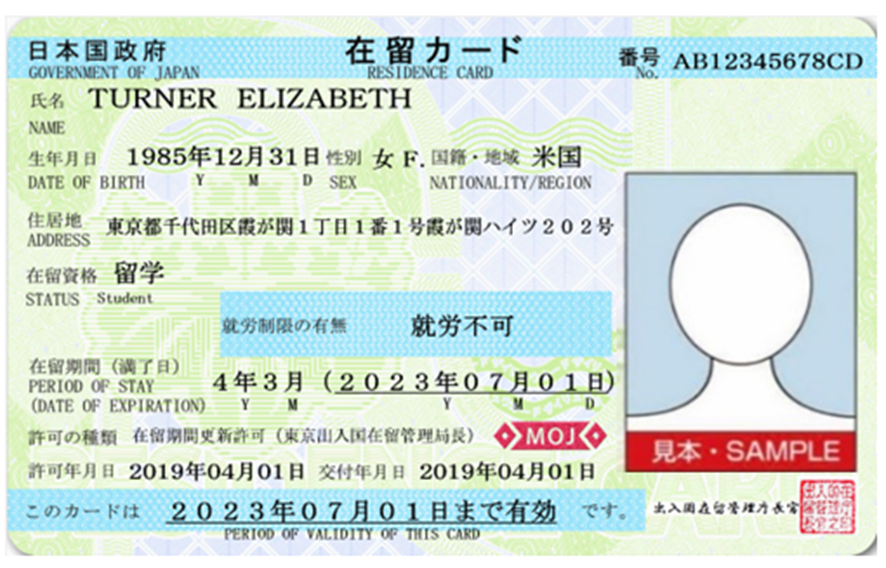 日本国政府 在留カード 番号 AB12345678CD
GOVERNMENT OF JAPAN RESIDENCE CARD No.
氏名 TURNER ELIZABETH
NAME
生年月日 1985年12月31日 性別 女 F. 国籍・地域 米国
DATE OF BIRTH Y M D SEX NATIONALITY/REGION
住居地 東京都千代田区霞が関1丁目1番1号霞が関ハイツ202号
ADDRESS
在留資格 留学
STATUS Student
就労制限の有無 就労不可
在留期間(満了日)
PERIOD OF STAY 4年3月(2023年07月01日)
(DATE OF EXPIRATION) Y M Y M D
許可の種類 在留期間更新許可(東京出入国在留管理局長) MOJ
見本・SAMPLE
許可年月日 2019年04月01日 交付年月日 2019年04月01日
このカードは 2023年07月01日まで有効 です。
PERIOD OF VALIDITY OF THIS CARD
出入国在留管理庁長官